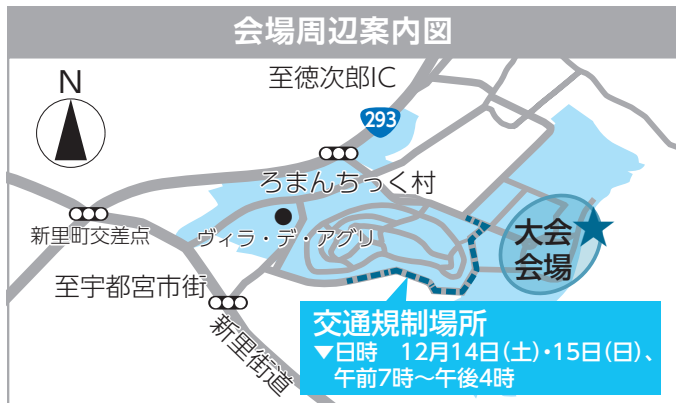 会場周辺案内図
N
至徳次郎IC
293
ろまんちっく村
新里町交差点
ヴィラ・デ・アグリ
大会
会場
至宇都宮市街
新里街道
交通規制場所
▼日時　12月14日(土)・15日(日)、
午前7時～午後4時